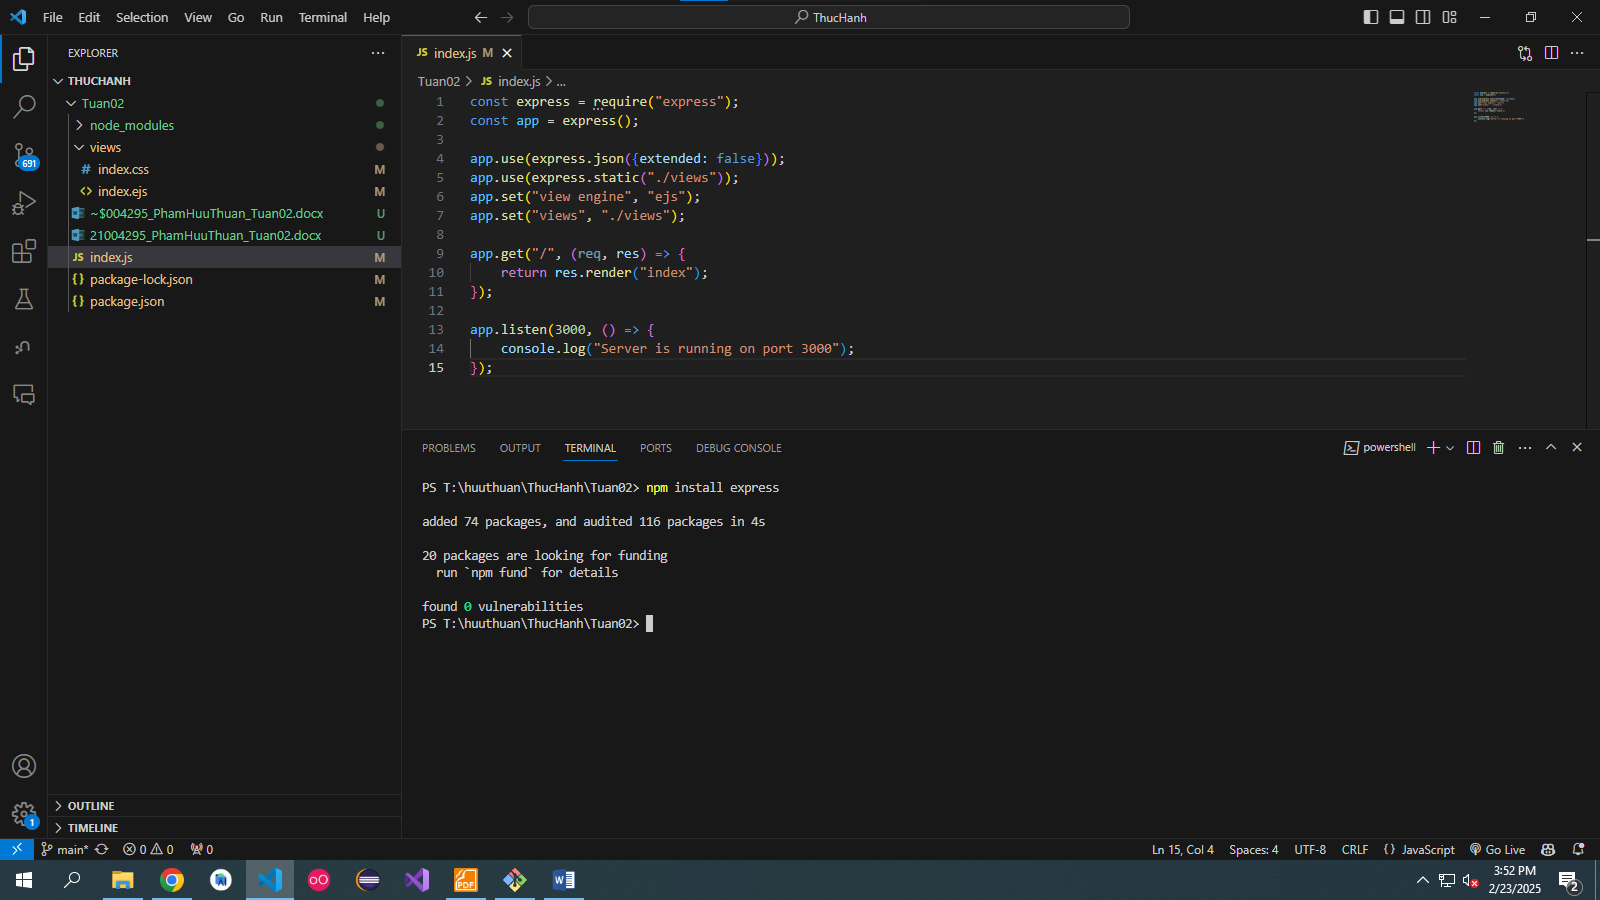 File Edit Selection View Go Run Terminal Help
ThucHanh
EXPLORER
THUCHANH
Tuan02
node_modules
views
# index.css M
<> index.ejs M
~$004295_PhamHuuThuan_Tuan02.docx U
21004295_PhamHuuThuan_Tuan02.docx U
JS index.js M
{} package-lock.json M
{} package.json M
691
1
OUTLINE
TIMELINE
JS index.js M
Tuan02 > JS index.js > ...
1 const express = require("express");
2 const app = express();
3
4 app.use(express.json({extended: false}));
5 app.use(express.static("./views"));
6 app.set("view engine", "ejs");
7 app.set("views", "./views");
8
9 app.get("/", (req, res) => {
10 return res.render("index");
11 });
12
13 app.listen(3000, () => {
14 console.log("Server is running on port 3000");
15 });
PROBLEMS OUTPUT TERMINAL PORTS DEBUG CONSOLE
powershell
PS T:\huuthuan\ThucHanh\Tuan02> npm install express
added 74 packages, and audited 116 packages in 4s
20 packages are looking for funding
run `npm fund` for details
found 0 vulnerabilities
PS T:\huuthuan\ThucHanh\Tuan02>
main* 0 0 0
Ln 15, Col 4 Spaces: 4 UTF-8 CRLF {} JavaScript Go Live
PDF
3:52 PM
2/23/2025
2